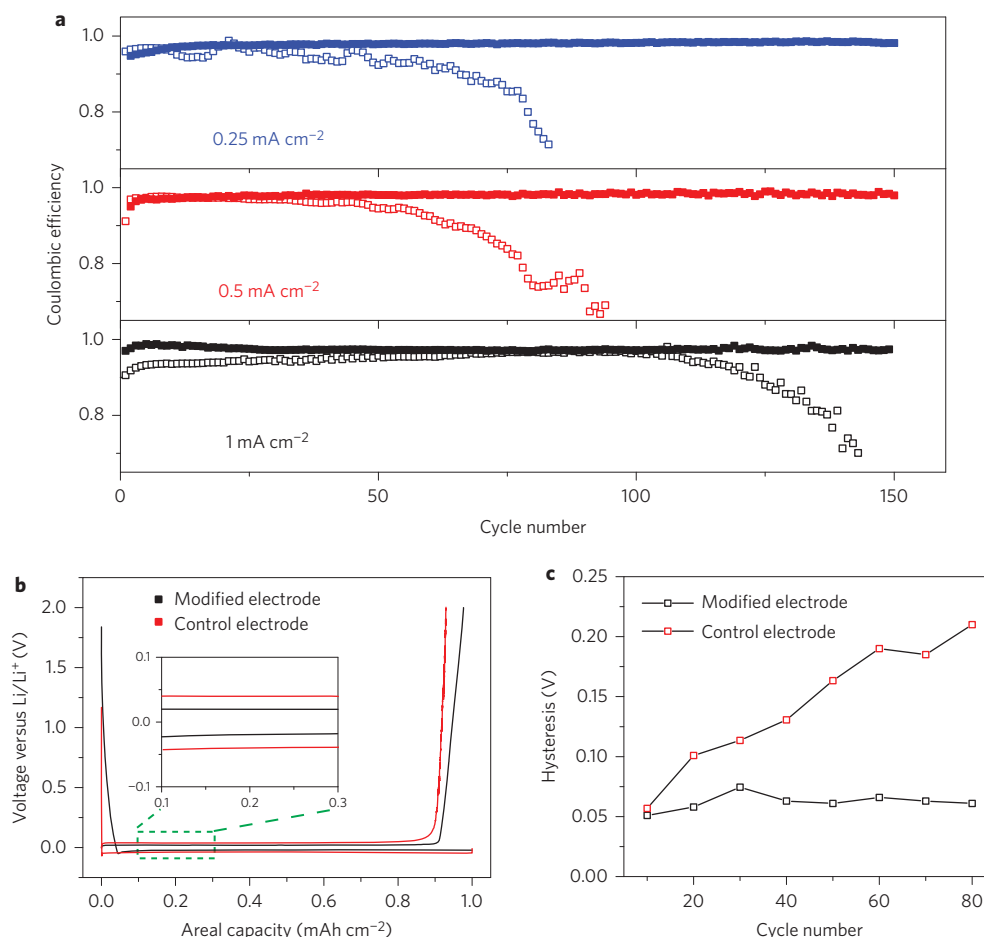 a
1.0
0.8
0.25 mA cm⁻²
1.0
0.8
0.5 mA cm⁻²
1.0
0.8
1 mA cm⁻²
Coulombic efficiency
0 50 100 150
Cycle number
b
2.0
1.5
1.0
0.5
0.0
Voltage versus Li/Li⁺ (V)
Modified electrode
Control electrode
0.1
0.0
−0.1
0.1 0.2 0.3
0.0 0.2 0.4 0.6 0.8 1.0
Areal capacity (mAh cm⁻²)
c
0.25
0.20
0.15
0.10
0.05
0.00
Hysteresis (V)
Modified electrode
Control electrode
20 40 60 80
Cycle number